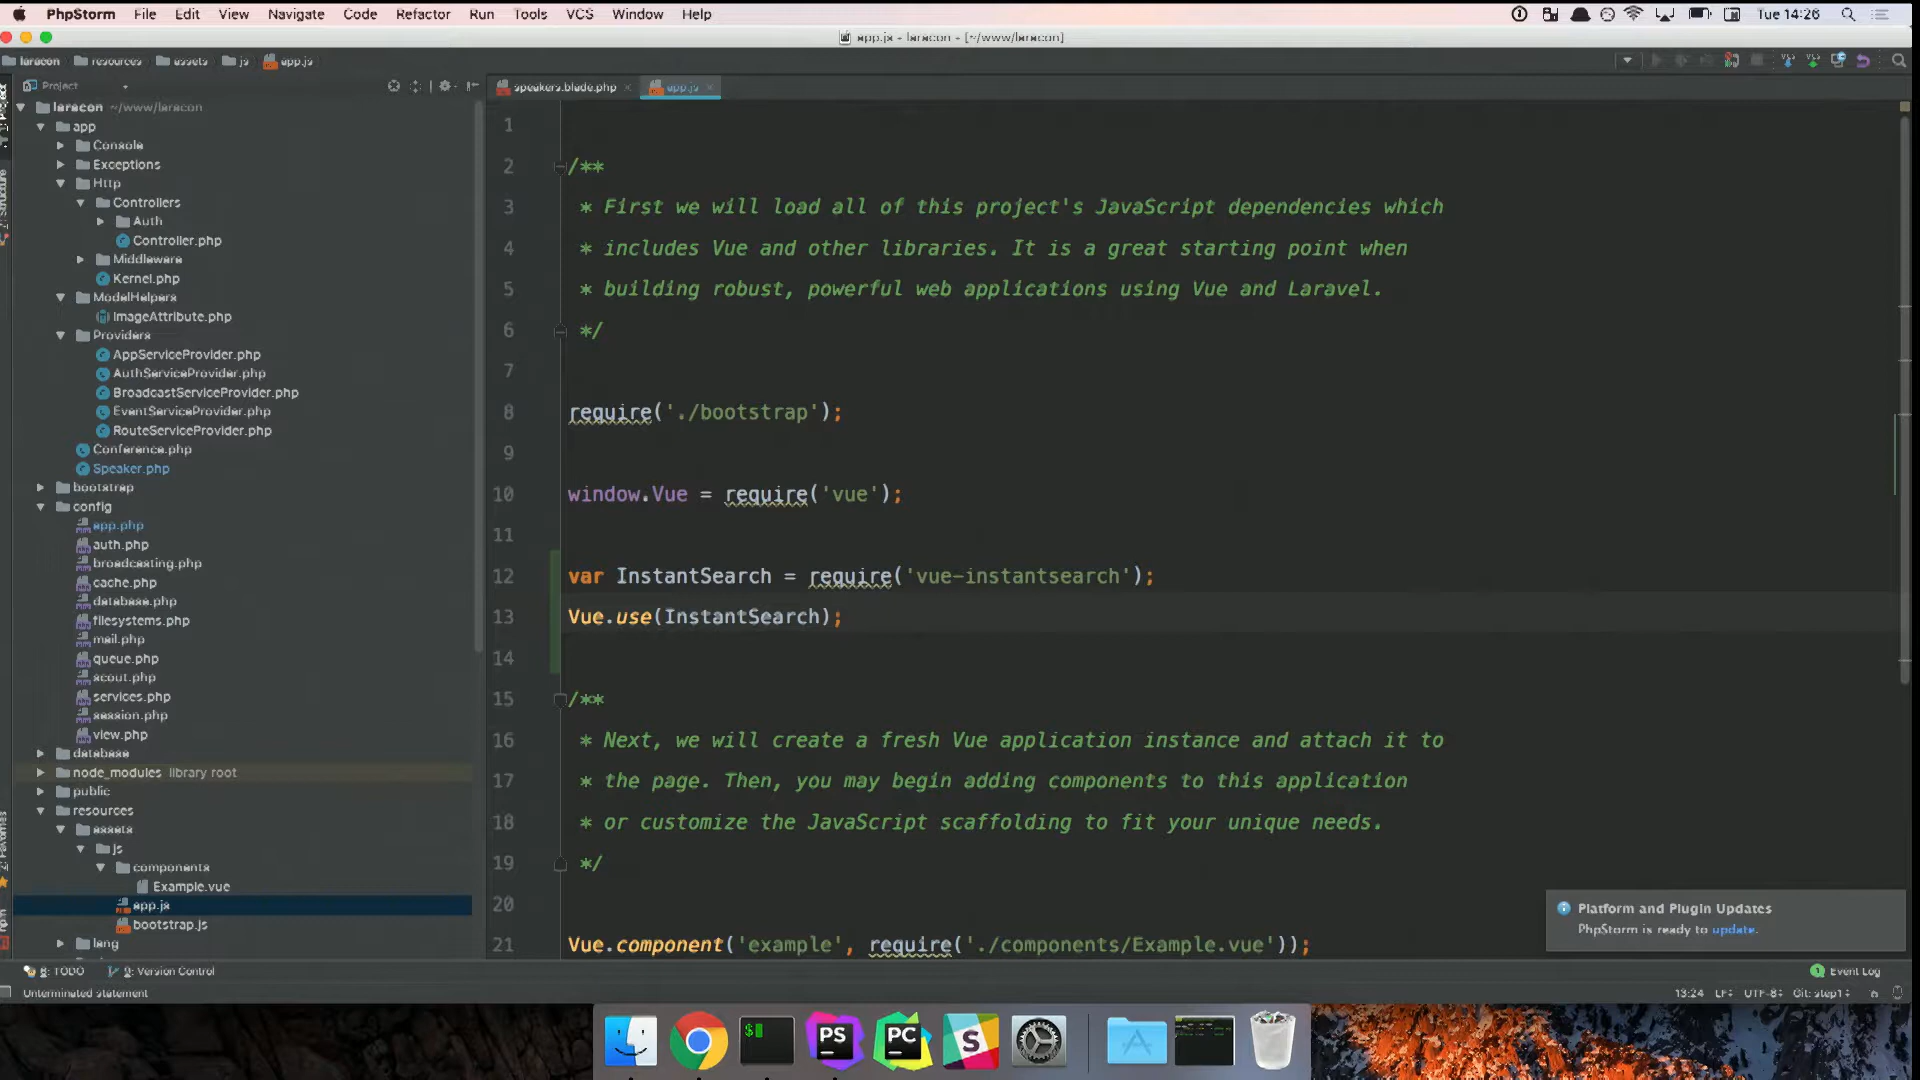 PhpStorm File Edit View Navigate Code Refactor Run Tools VCS Window Help Tue 14:26
app.js - laracon - [~/www/laracon]
laracon resources assets js app.js
Project
speakers.blade.php app.js
laracon ~/www/laracon
app
Console
Exceptions
Http
Controllers
Auth
Controller.php
Middleware
Kernel.php
ModelHelpers
ImageAttribute.php
Providers
AppServiceProvider.php
AuthServiceProvider.php
BroadcastServiceProvider.php
EventServiceProvider.php
RouteServiceProvider.php
Conference.php
Speaker.php
bootstrap
config
app.php
auth.php
broadcasting.php
cache.php
database.php
filesystems.php
mail.php
queue.php
scout.php
services.php
session.php
view.php
database
node_modules library root
public
resources
assets
js
components
Example.vue
app.js
bootstrap.js
lang
1
2 /**
3 * First we will load all of this project's JavaScript dependencies which
4 * includes Vue and other libraries. It is a great starting point when
5 * building robust, powerful web applications using Vue and Laravel.
6 */
7
8 require('./bootstrap');
9
10 window.Vue = require('vue');
11
12 var InstantSearch = require('vue-instantsearch');
13 Vue.use(InstantSearch);
14
15 /**
16 * Next, we will create a fresh Vue application instance and attach it to
17 * the page. Then, you may begin adding components to this application
18 * or customize the JavaScript scaffolding to fit your unique needs.
19 */
20
21 Vue.component('example', require('./components/Example.vue'));
Platform and Plugin Updates
PhpStorm is ready to update.
6: TODO 9: Version Control Event Log
Unterminated statement 13:24 LF UTF-8 Git: step1
PS PC S